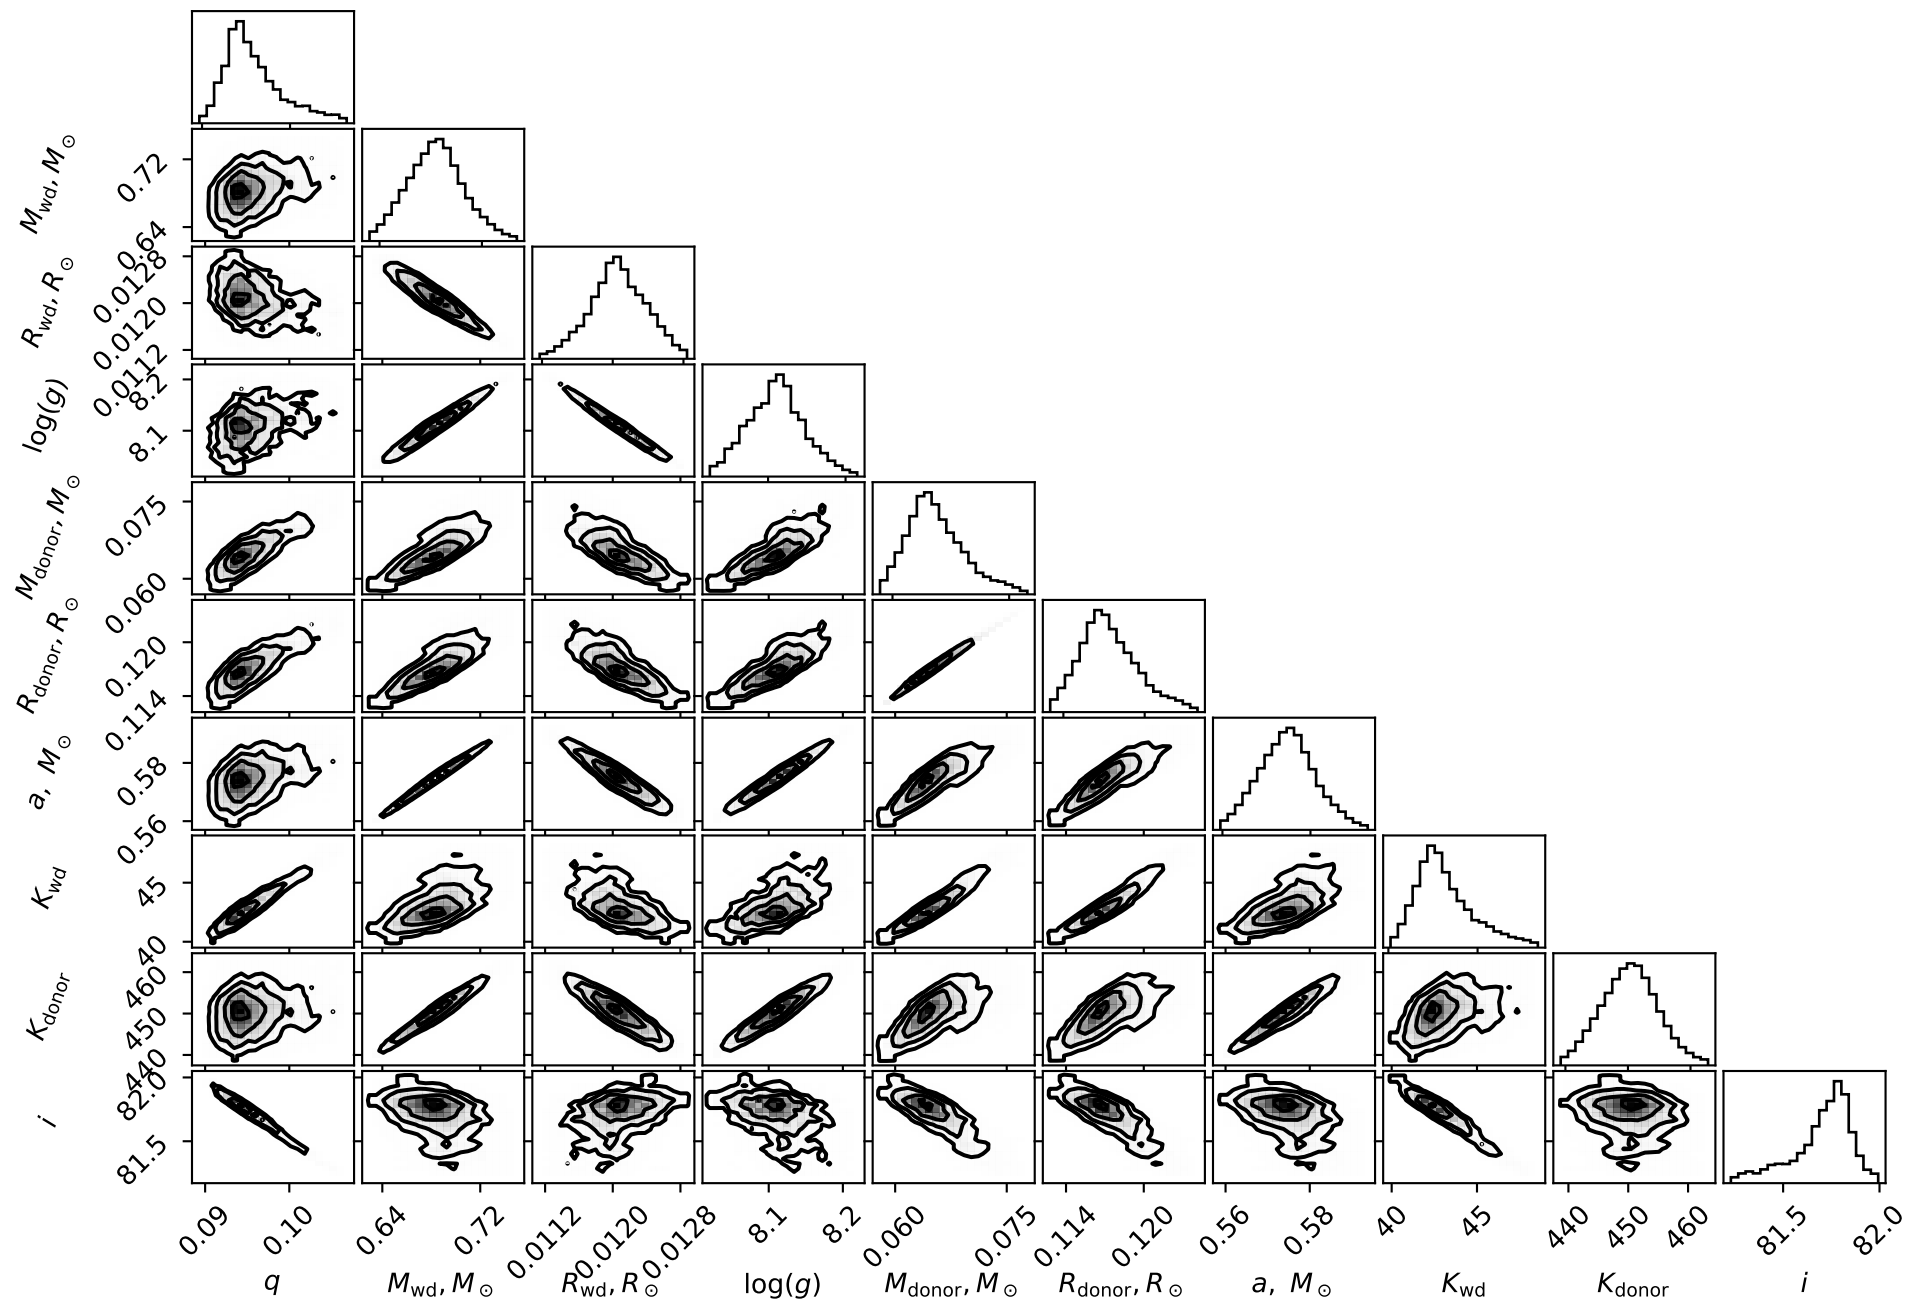 M_wd, M_⊙
0.72
0.64
R_wd, R_⊙
0.0128
0.0120
0.0112
log(g)
8.2
8.1
M_donor, M_⊙
0.075
0.060
R_donor, R_⊙
0.120
0.114
a, M_⊙
0.58
0.56
K_wd
45
40
K_donor
460
450
440
i
82.0
81.5
0.09 0.10 0.64 0.72 0.0112 0.0120 0.0128 8.1 8.2 0.060 0.075 0.114 0.120 0.56 0.58 40 45 440 450 460 81.5 82.0
q M_wd, M_⊙ R_wd, R_⊙ log(g) M_donor, M_⊙ R_donor, R_⊙ a, M_⊙ K_wd K_donor i